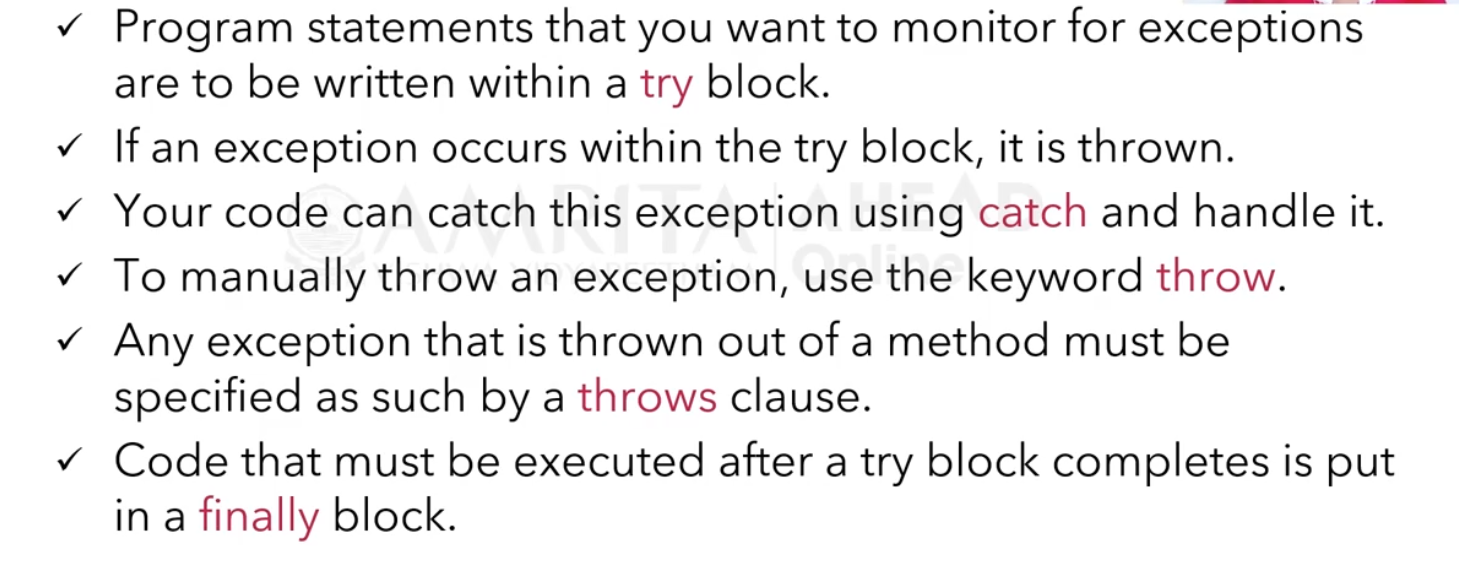 ✓ Program statements that you want to monitor for exceptions
are to be written within a try block.
✓ If an exception occurs within the try block, it is thrown.
✓ Your code can catch this exception using catch and handle it.
✓ To manually throw an exception, use the keyword throw.
✓ Any exception that is thrown out of a method must be
specified as such by a throws clause.
✓ Code that must be executed after a try block completes is put
in a finally block.
AMRITA AHEAD
Online